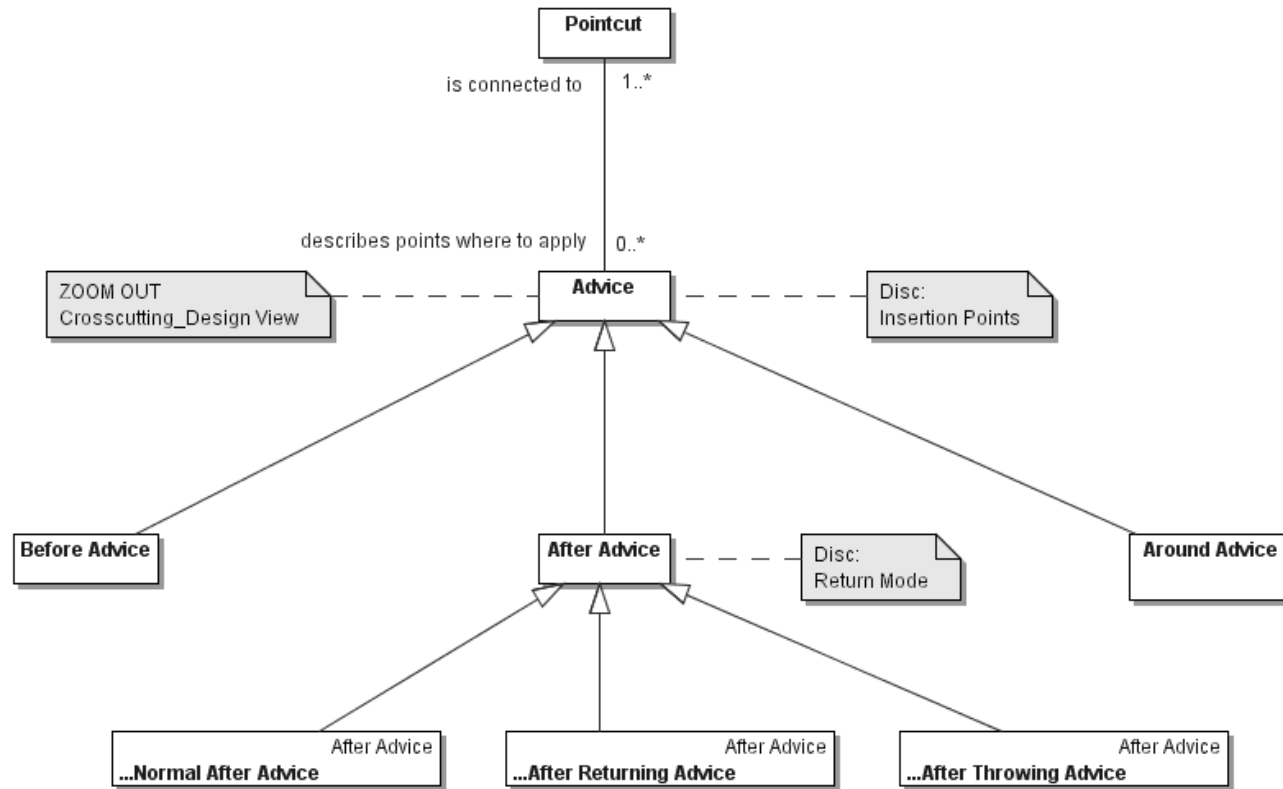 Pointcut
is connected to
1..*
describes points where to apply
0..*
ZOOM OUT
Crosscutting_Design View
Advice
Disc:
Insertion Points
Before Advice
After Advice
Disc:
Return Mode
Around Advice
After Advice
...Normal After Advice
After Advice
...After Returning Advice
After Advice
...After Throwing Advice